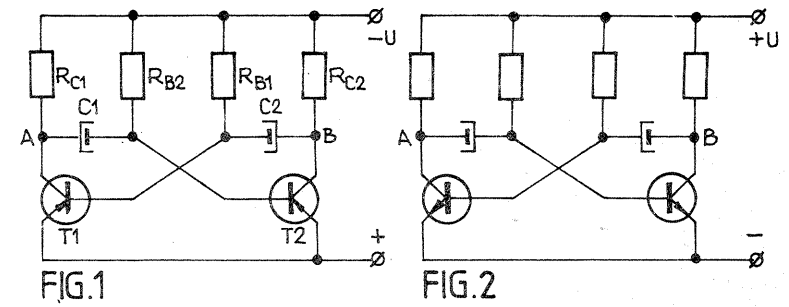 -U +U
RC1 RB2 RB1 RC2
C1 C2
A B A B
T1 T2
+ -
FIG.1 FIG.2